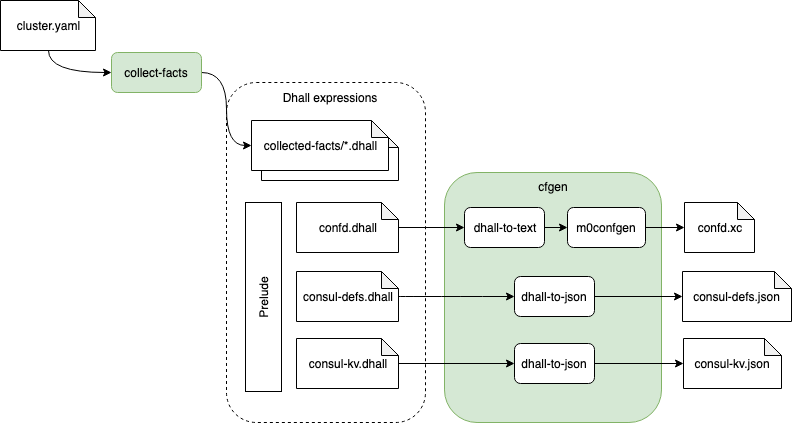 cluster.yaml
collect-facts
Dhall expressions
collected-facts/*.dhall
cfgen
Prelude
confd.dhall
dhall-to-text
m0confgen
confd.xc
consul-defs.dhall
dhall-to-json
consul-defs.json
consul-kv.dhall
dhall-to-json
consul-kv.json